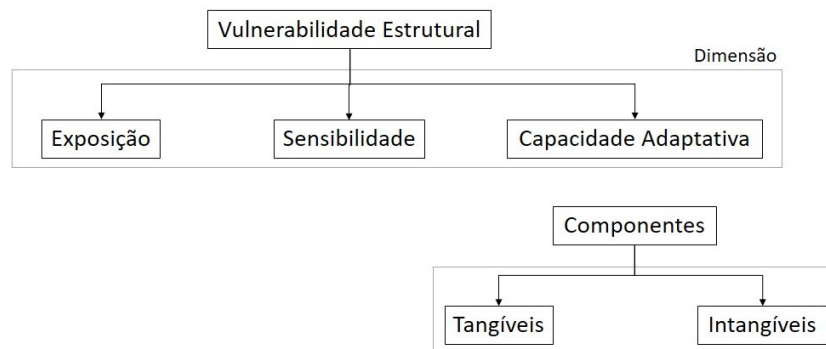 Vulnerabilidade Estrutural
Dimensão
Exposição
Sensibilidade
Capacidade Adaptativa
Componentes
Tangíveis
Intangíveis